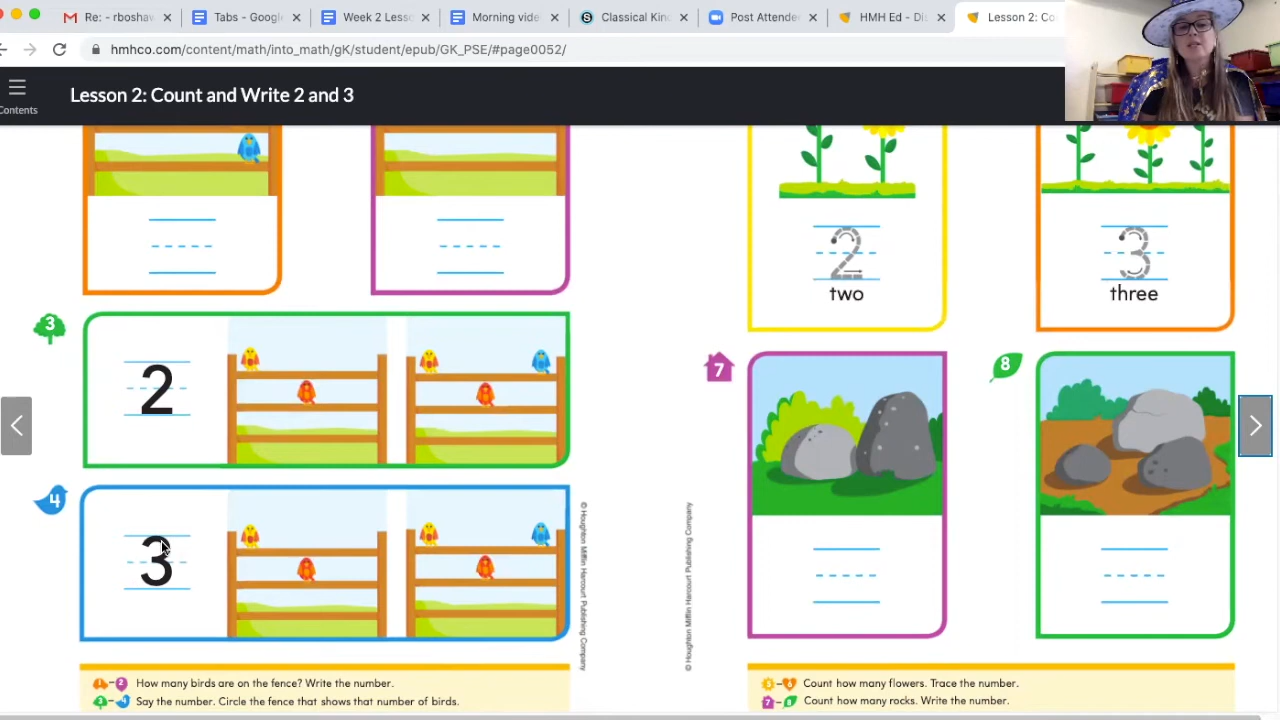 Re: - roboshaw
Tabs - Google
Week 2 Less
Morning vide
Classical Kin
Post Attende
HMH Ed - Dis
Lesson 2: Co
hmhco.com/content/math/into_math/gK/student/epub/GK_PSE/#page0052/
Contents
Lesson 2: Count and Write 2 and 3
3
2
4
3
1-2 How many birds are on the fence? Write the number.
3-4 Say the number. Circle the fence that shows that number of birds.
© Houghton Mifflin Harcourt Publishing Company
© Houghton Mifflin Harcourt Publishing Company
2
two
3
three
7
8
5-6 Count how many flowers. Trace the number.
7-8 Count how many rocks. Write the number.